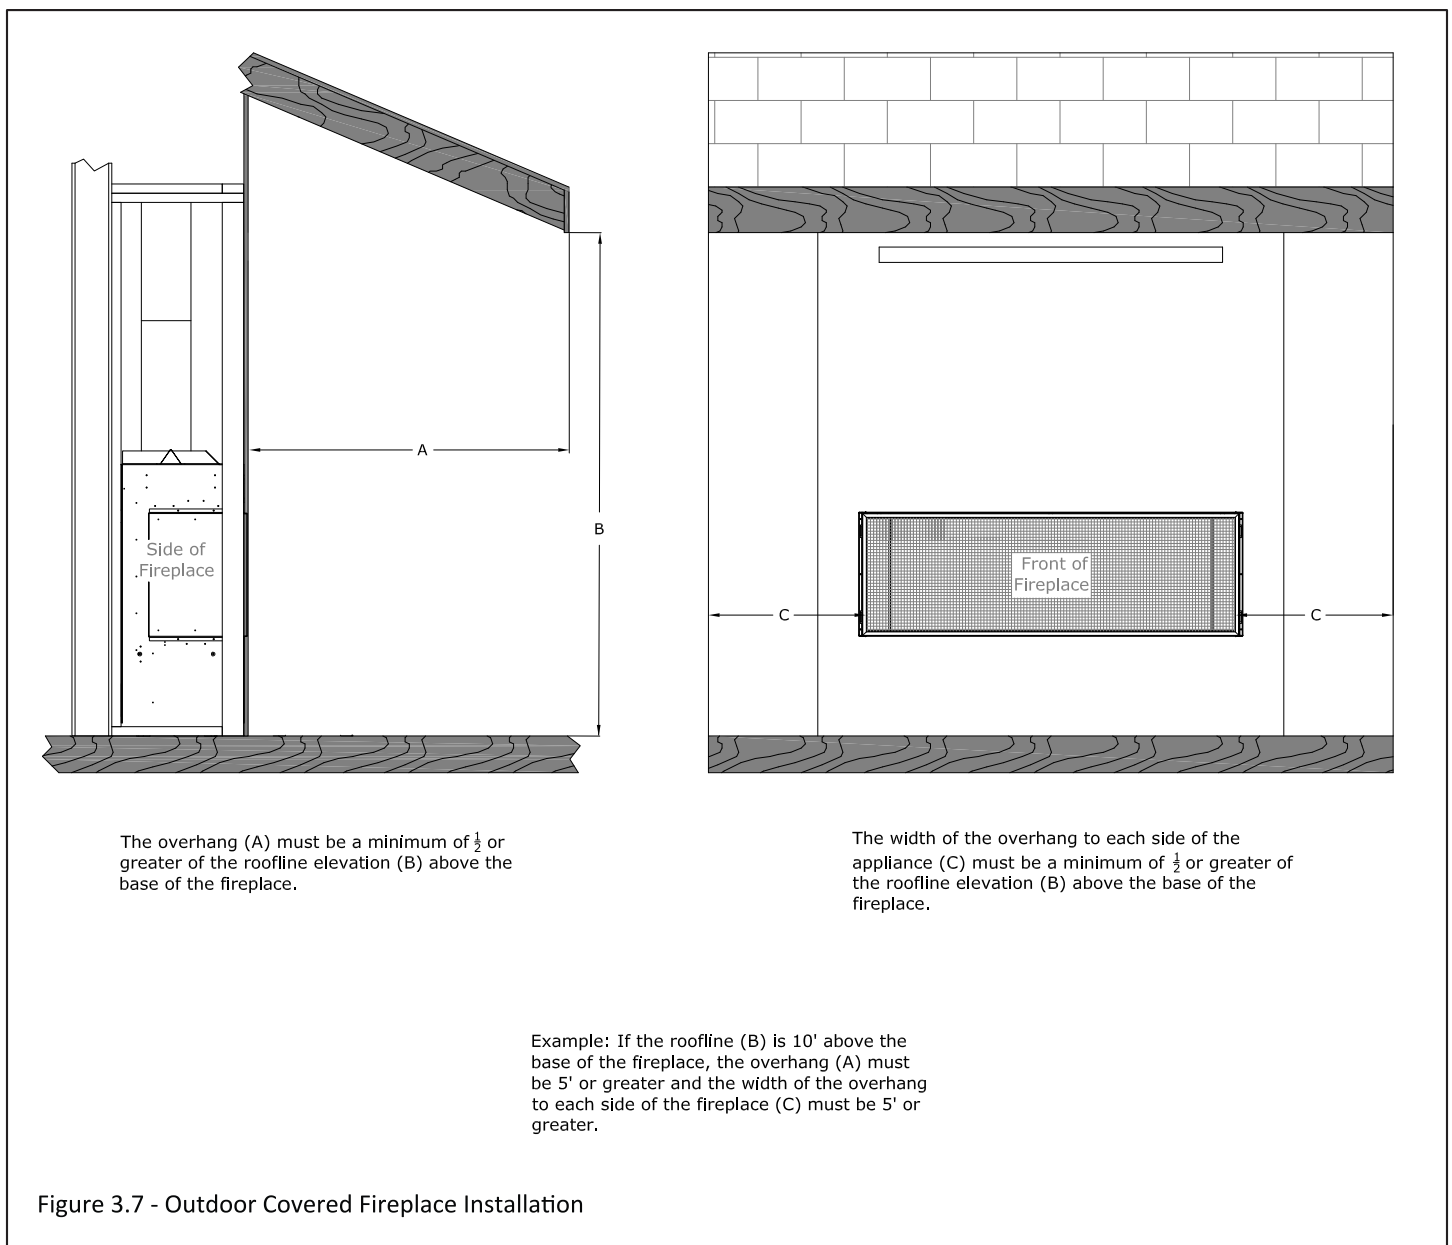 A
B
Side of
Fireplace
Front of
Fireplace
C
C
The overhang (A) must be a minimum of ½ or
greater of the roofline elevation (B) above the
base of the fireplace.
The width of the overhang to each side of the
appliance (C) must be a minimum of ½ or greater of
the roofline elevation (B) above the base of the
fireplace.
Example: If the roofline (B) is 10' above the
base of the fireplace, the overhang (A) must
be 5' or greater and the width of the overhang
to each side of the fireplace (C) must be 5' or
greater.
Figure 3.7 - Outdoor Covered Fireplace Installation